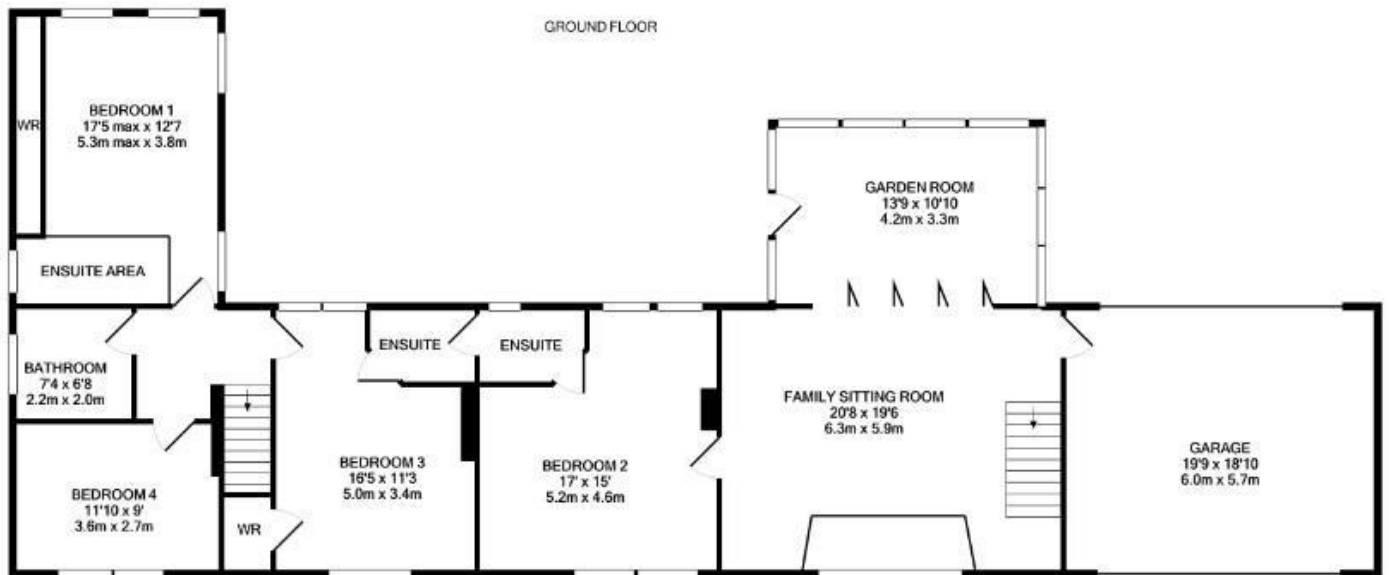 GROUND FLOOR
BEDROOM 1
17'5 max x 12'7
5.3m max x 3.8m
WR
GARDEN ROOM
13'9 x 10'10
4.2m x 3.3m
ENSUITE AREA
BATHROOM
7'4 x 6'8
2.2m x 2.0m
ENSUITE
ENSUITE
FAMILY SITTING ROOM
20'8 x 19'6
6.3m x 5.9m
GARAGE
19'9 x 18'10
6.0m x 5.7m
BEDROOM 3
16'5 x 11'3
5.0m x 3.4m
BEDROOM 2
17' x 15'
5.2m x 4.6m
BEDROOM 4
11'10 x 9'
3.6m x 2.7m
WR